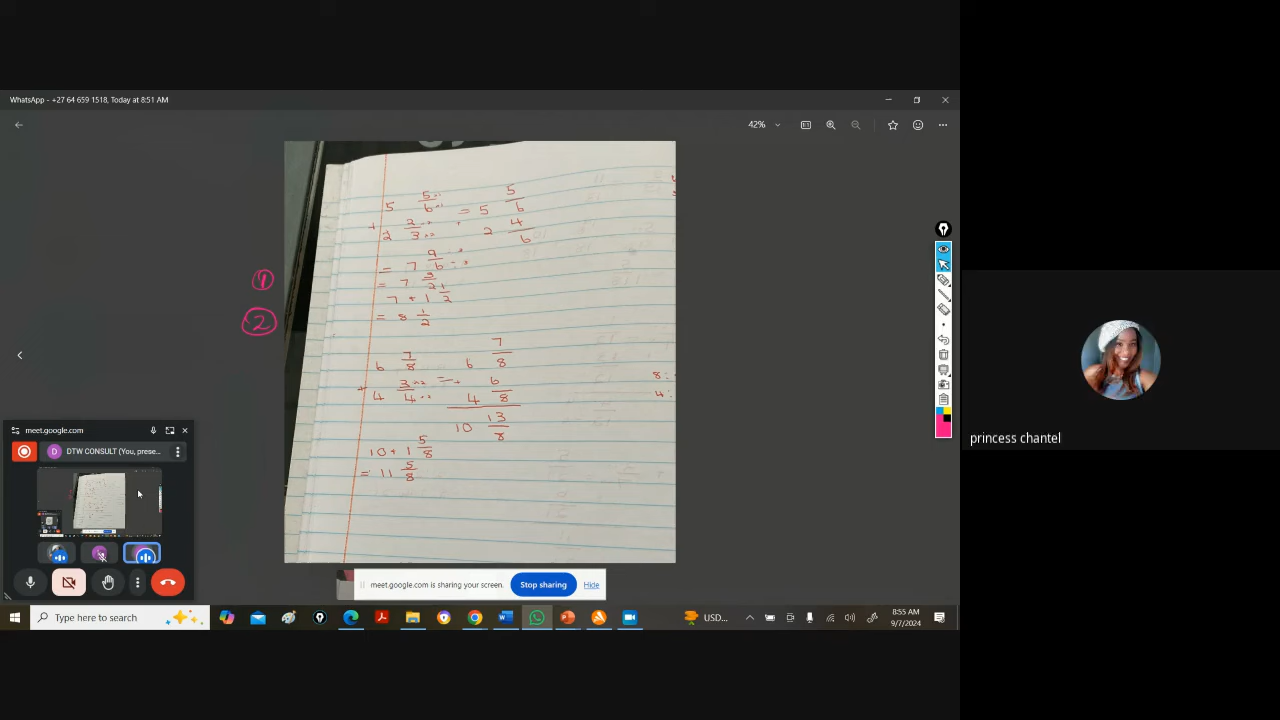 WhatsApp - +27 64 659 1518, Today at 8:51 AM
42%
5 5/6 = 5 5/6
+ 2 2/3 + 2 4/6
= 7 9/6
1
= 7 3/2
7 + 1 1/2
2
= 8 1/2
6 7/8 6 7/8
+ 4 3/4 = + 4 6/8
8:
4:
10 13/8
10 + 1 5/8
= 11 5/8
meet.google.com
DTW CONSULT (You, prese...
princess chantel
meet.google.com is sharing your screen.
Stop sharing
Hide
Type here to search
USD...
8:55 AM
9/7/2024